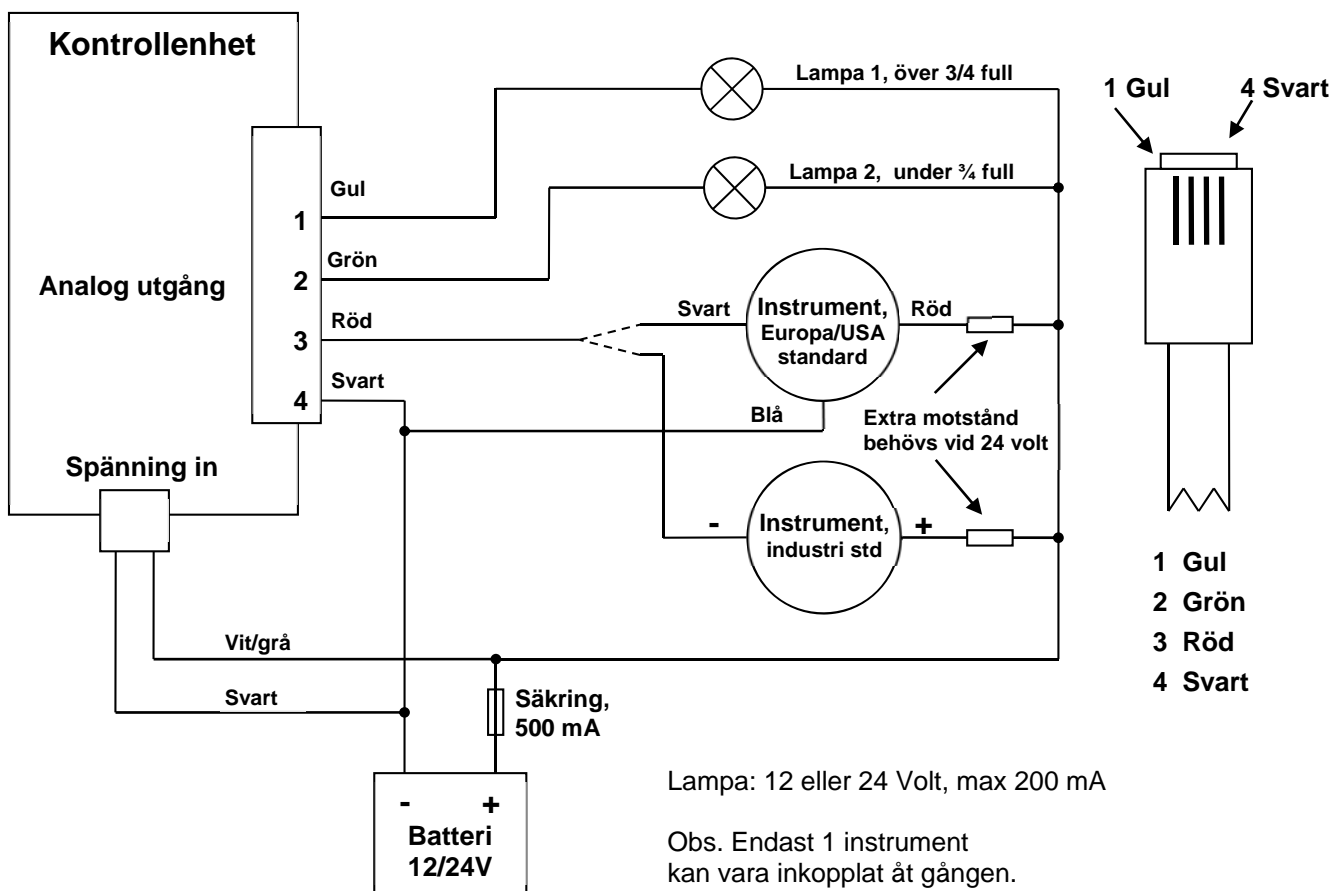 Kontrollenhet
Lampa 1, över 3/4 full
1 Gul
4 Svart
Lampa 2, under ¾ full
Gul
1
Grön
Analog utgång
2
Röd
3
Svart
4
Svart
Instrument,
Europa/USA
standard
Röd
Blå
Extra motstånd
behövs vid 24 volt
Spänning in
-
Instrument,
industri std
+
1 Gul
2 Grön
3 Röd
4 Svart
Vit/grå
Svart
Säkring,
500 mA
- +
Batteri
12/24V
Lampa: 12 eller 24 Volt, max 200 mA
Obs. Endast 1 instrument
kan vara inkopplat åt gången.